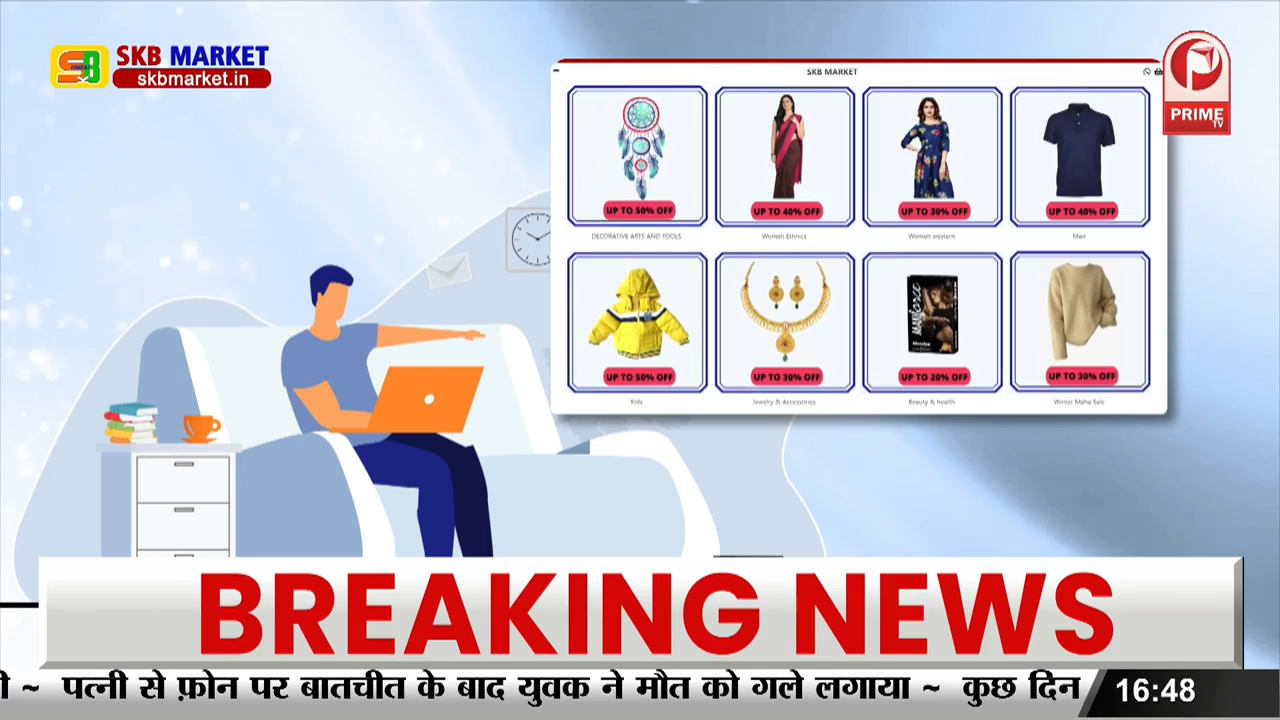 SKB MARKET
skbmarket.in
SKB MARKET
PRIME
TV
UP TO 50% OFF
UP TO 40% OFF
UP TO 30% OFF
UP TO 40% OFF
DECORATIVE ARTS AND TOOLS
Women Ethnics
Women western
Man
UP TO 50% OFF
UP TO 30% OFF
UP TO 20% OFF
UP TO 30% OFF
Kids
Jewelry & Accessories
Beauty & health
Winter Maha Sale
BREAKING NEWS
ी ~ पत्नी से फ़ोन पर बातचीत के बाद युवक ने मौत को गले लगाया ~ कुछ दिन
16:48